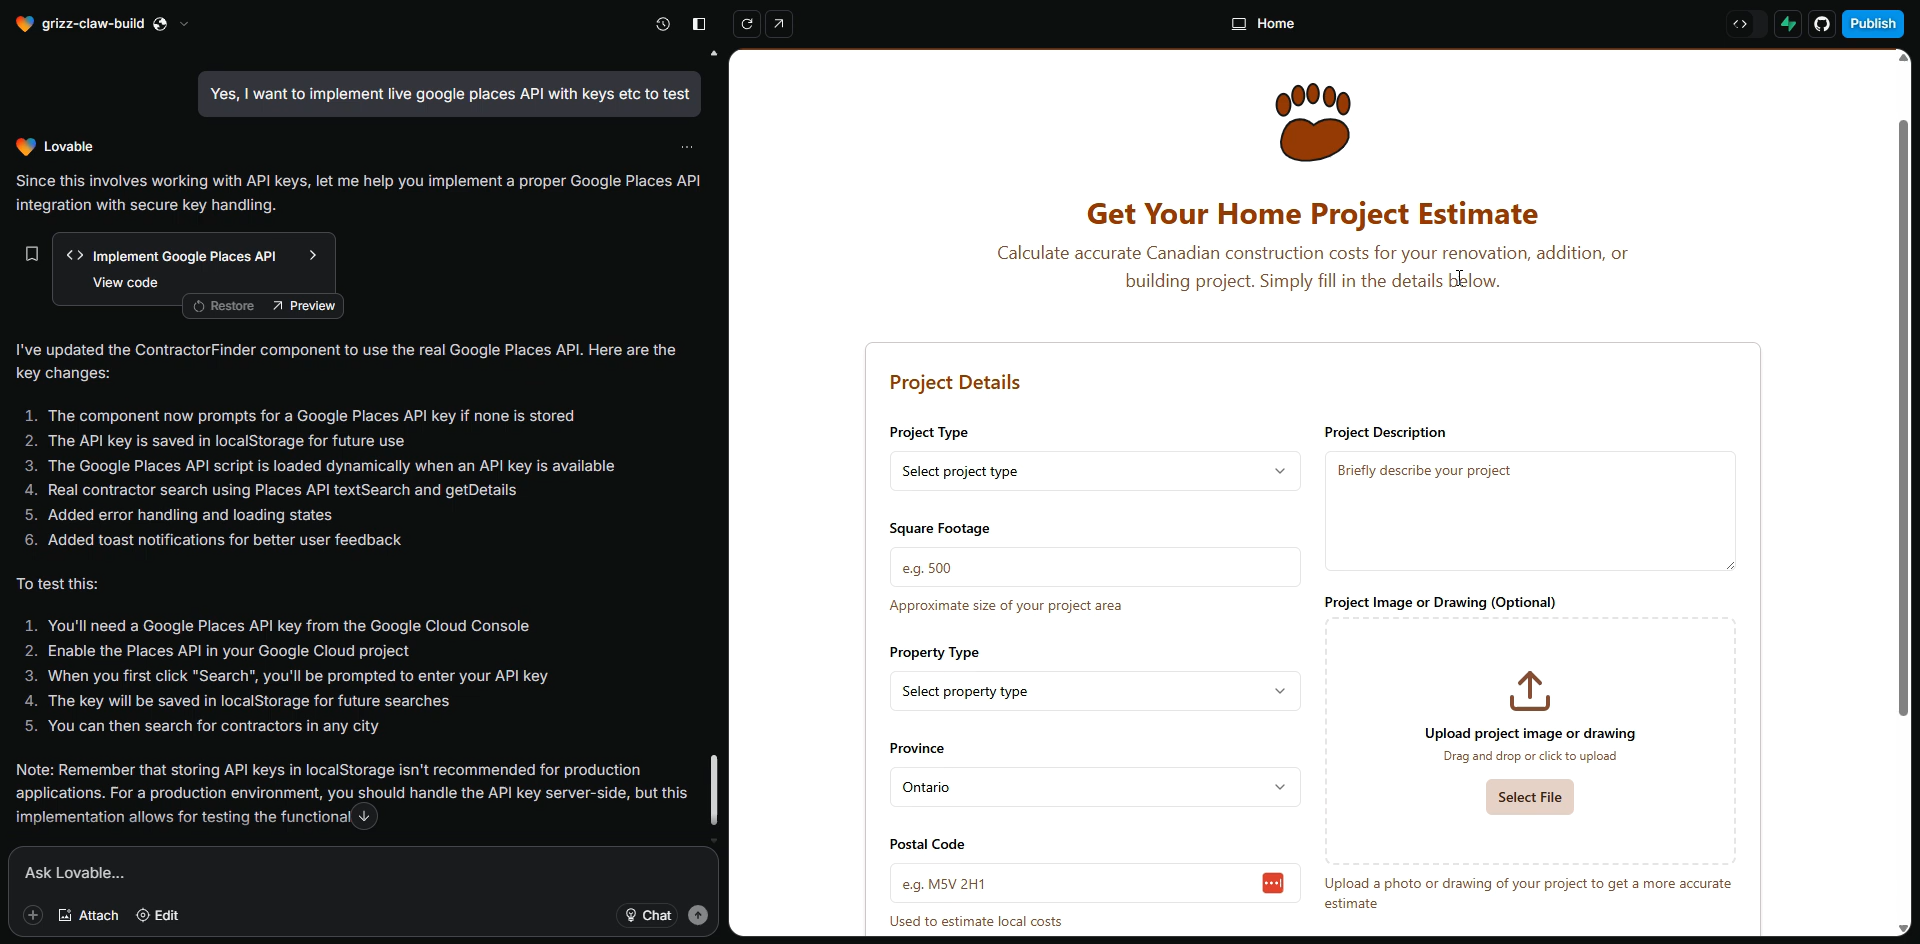 grizz-claw-build
Home
Publish
Yes, I want to implement live google places API with keys etc to test
Lovable
Since this involves working with API keys, let me help you implement a proper Google Places API
integration with secure key handling.
Implement Google Places API
View code
Restore
Preview
I've updated the ContractorFinder component to use the real Google Places API. Here are the
key changes:
1. The component now prompts for a Google Places API key if none is stored
2. The API key is saved in localStorage for future use
3. The Google Places API script is loaded dynamically when an API key is available
4. Real contractor search using Places API textSearch and getDetails
5. Added error handling and loading states
6. Added toast notifications for better user feedback
To test this:
1. You'll need a Google Places API key from the Google Cloud Console
2. Enable the Places API in your Google Cloud project
3. When you first click "Search", you'll be prompted to enter your API key
4. The key will be saved in localStorage for future searches
5. You can then search for contractors in any city
Note: Remember that storing API keys in localStorage isn't recommended for production
applications. For a production environment, you should handle the API key server-side, but this
implementation allows for testing the functional
Ask Lovable...
Attach
Edit
Chat
Get Your Home Project Estimate
Calculate accurate Canadian construction costs for your renovation, addition, or
building project. Simply fill in the details below.
Project Details
Project Type
Select project type
Square Footage
e.g. 500
Approximate size of your project area
Property Type
Select property type
Province
Ontario
Postal Code
e.g. M5V 2H1
Used to estimate local costs
Project Description
Briefly describe your project
Project Image or Drawing (Optional)
Upload project image or drawing
Drag and drop or click to upload
Select File
Upload a photo or drawing of your project to get a more accurate
estimate